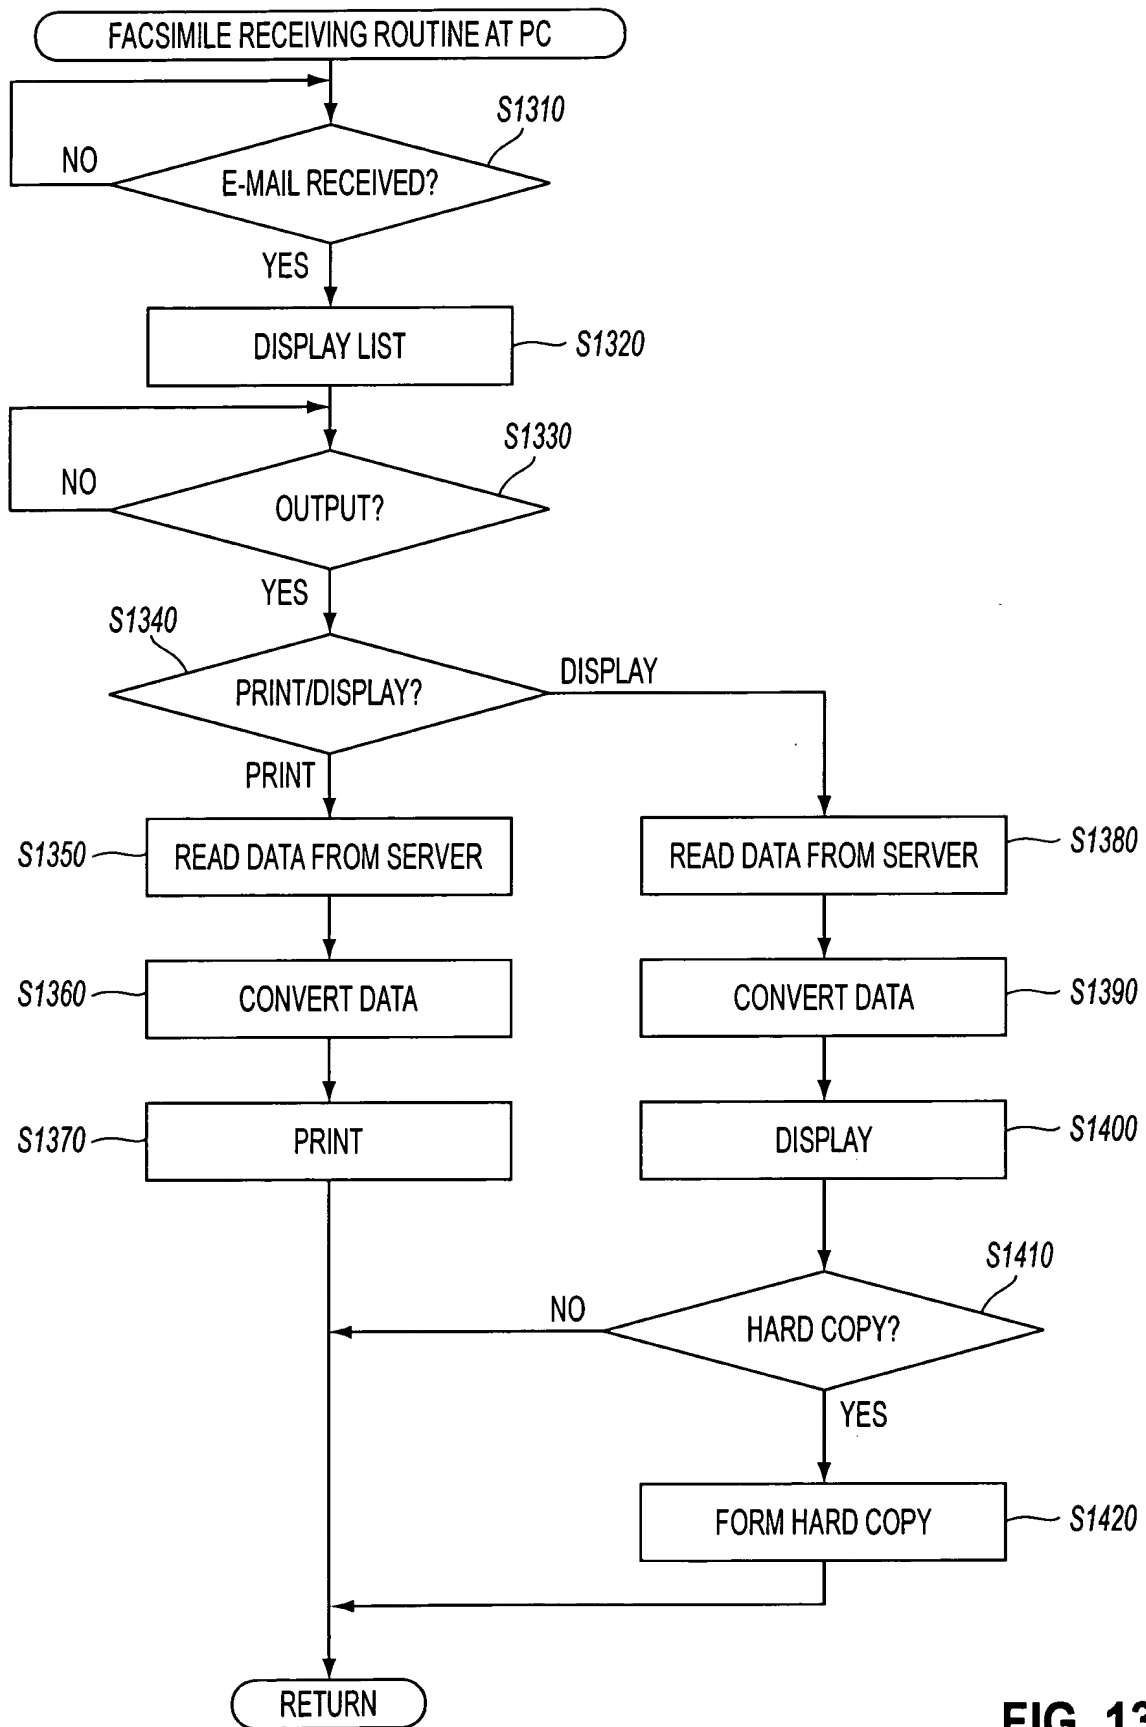 FACSIMILE RECEIVING ROUTINE AT PC
S1310
NO
E-MAIL RECEIVED?
YES
DISPLAY LIST
S1320
S1330
NO
OUTPUT?
YES
S1340
PRINT/DISPLAY?
DISPLAY
PRINT
S1350
READ DATA FROM SERVER
READ DATA FROM SERVER
S1380
S1360
CONVERT DATA
CONVERT DATA
S1390
S1370
PRINT
DISPLAY
S1400
S1410
NO
HARD COPY?
YES
FORM HARD COPY
S1420
RETURN
FIG. 13